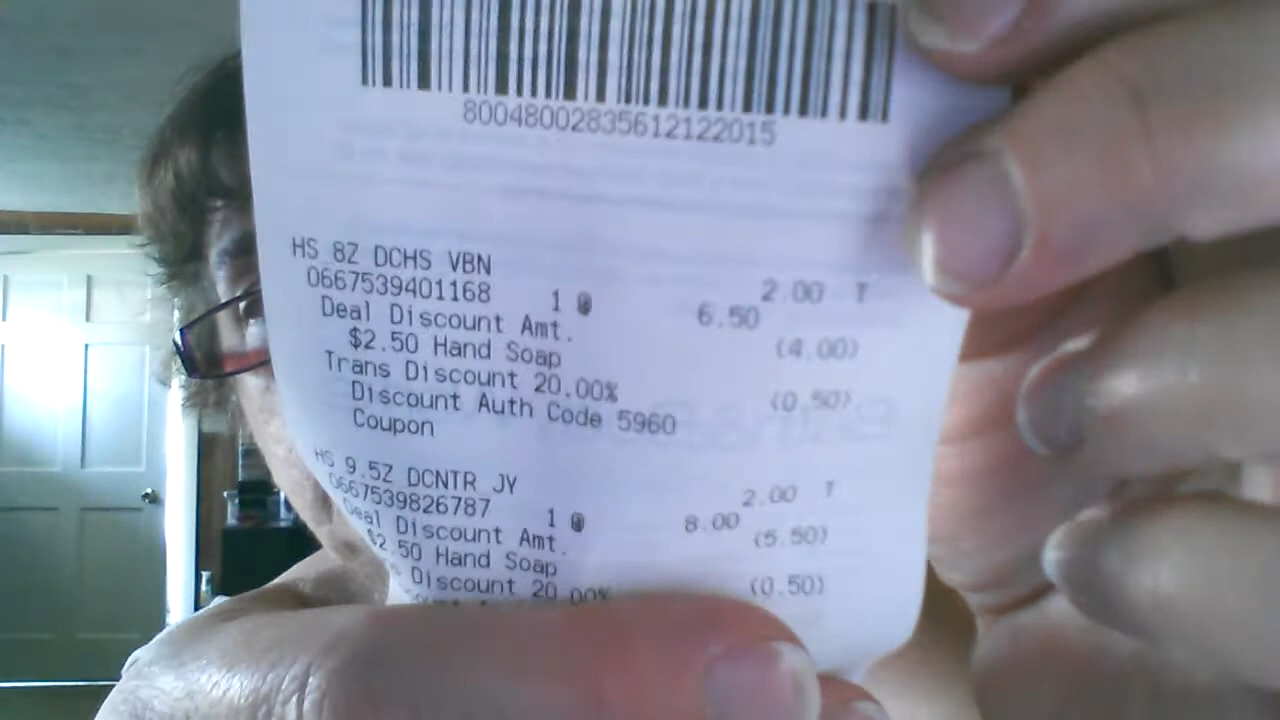 80048002835612122015
HS 8Z DCHS VBN
0667539401168 1 @ 6.50 2.00 T
Deal Discount Amt. (4.00)
$2.50 Hand Soap
Trans Discount 20.00% (0.50)
Discount Auth Code 5960
Coupon
HS 9.5Z DCNTR JY
0667539826787 1 @ 8.00 2.00 T
Deal Discount Amt. (5.50)
$2.50 Hand Soap
Discount 20.00% (0.50)